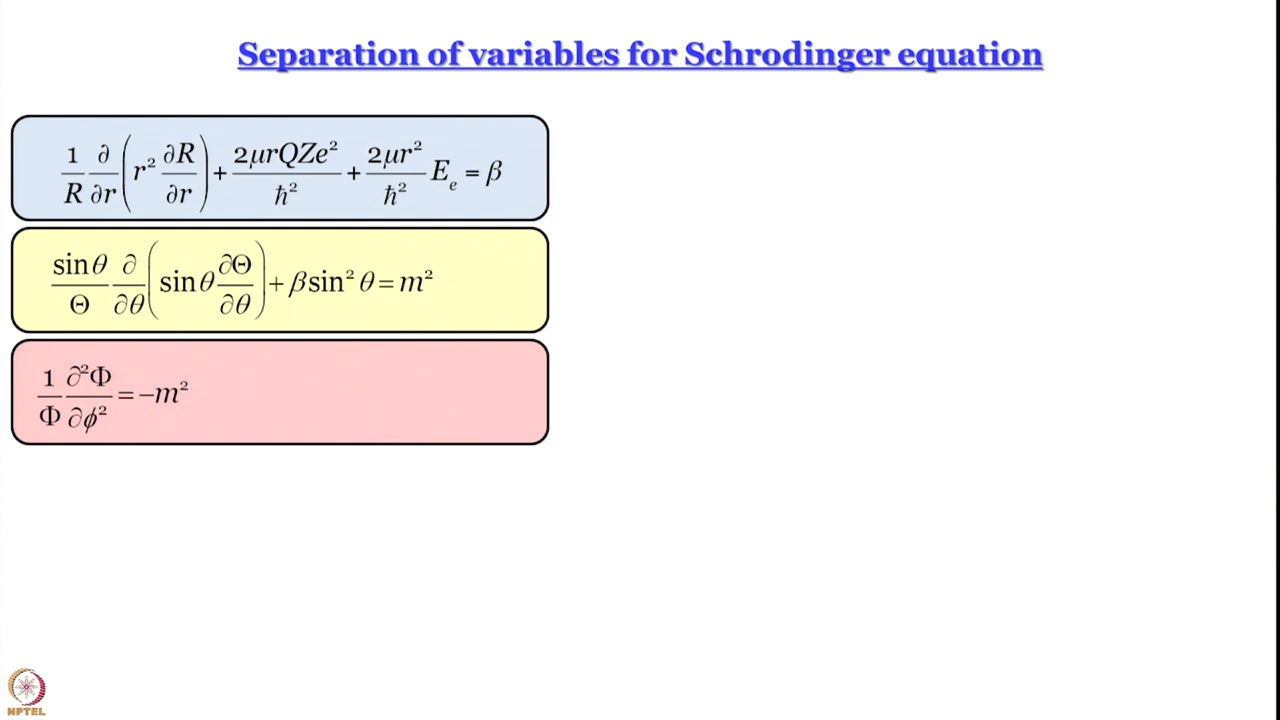 Separation of variables for Schrodinger equation
1/R ∂/∂r (r² ∂R/∂r) + 2μrQZe²/ħ² + 2μr²/ħ² Eₑ = β
sinθ/Θ ∂/∂θ (sinθ ∂Θ/∂θ) + β sin² θ = m²
1/Φ ∂²Φ/∂ϕ² = −m²
NPTEL